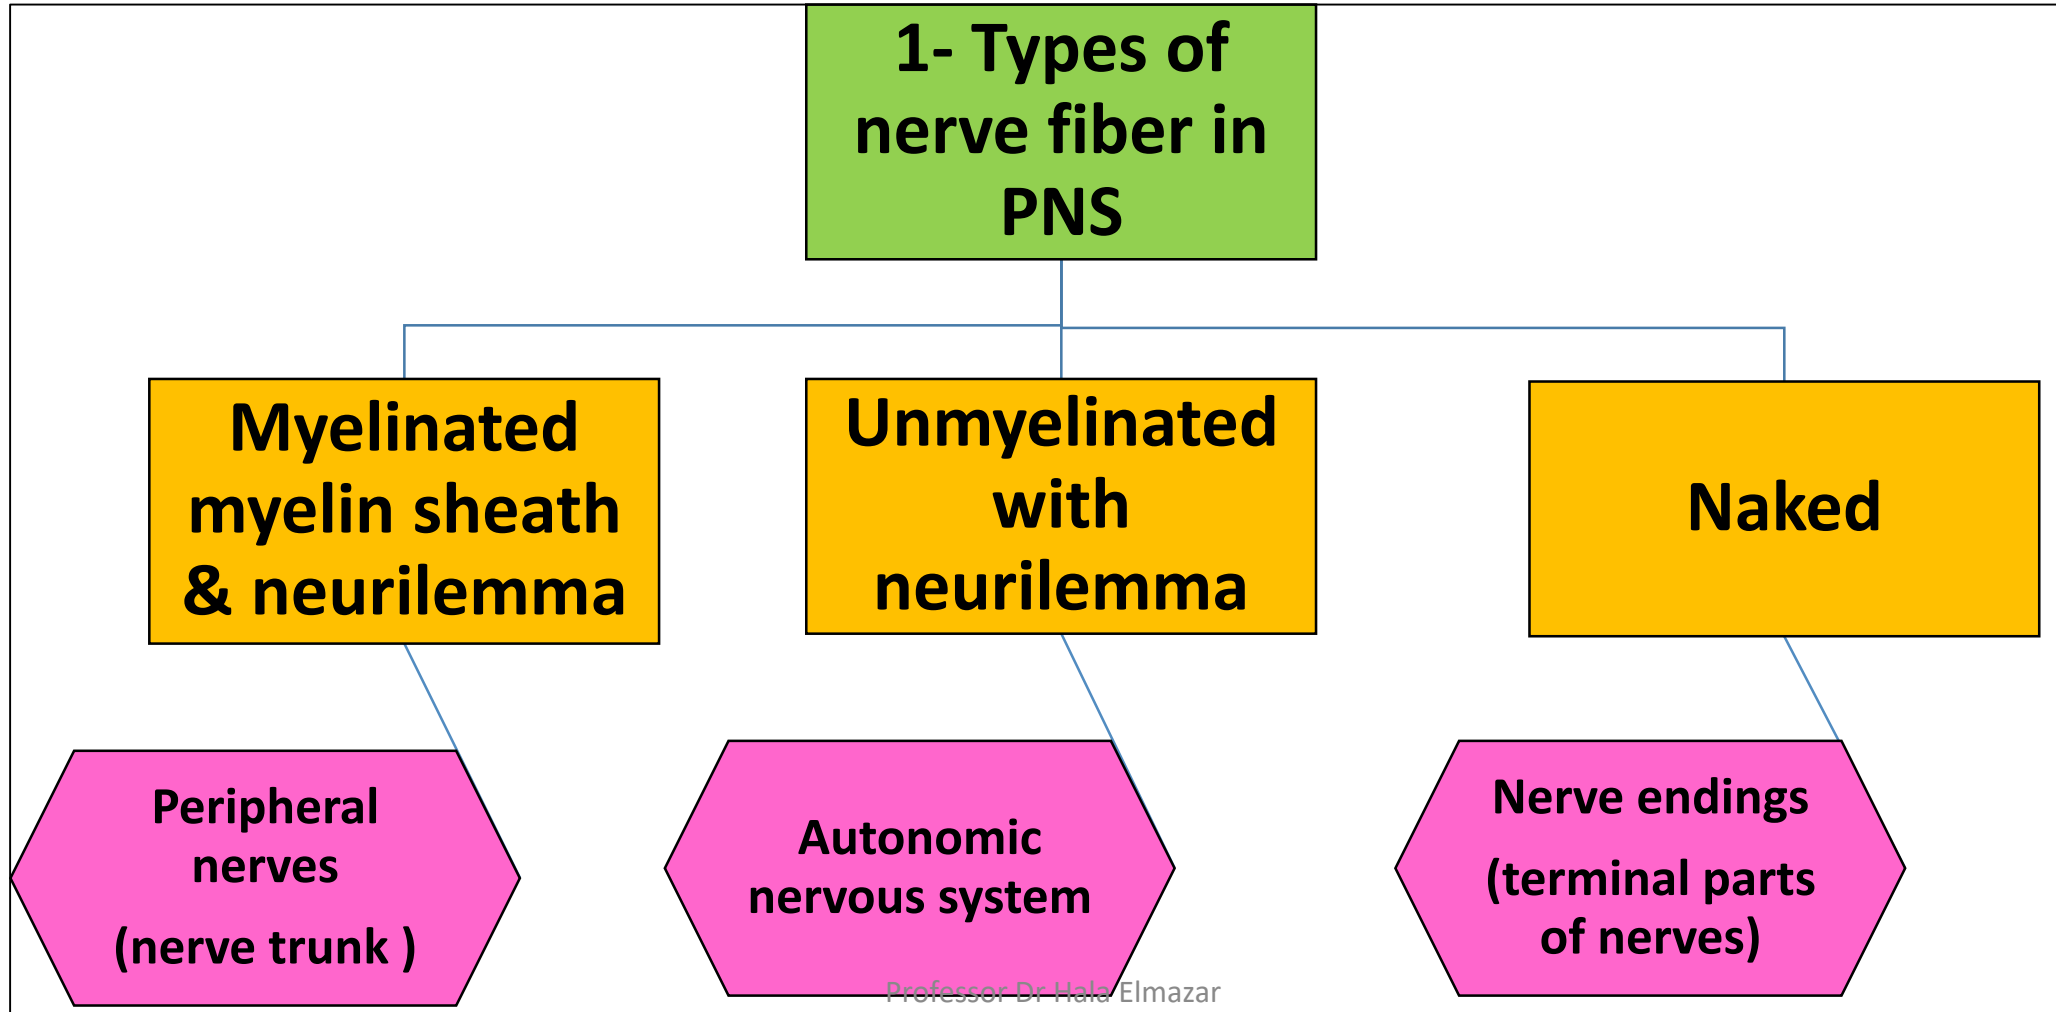 1- Types of
nerve fiber in
PNS
Myelinated
myelin sheath
& neurilemma
Unmyelinated
with
neurilemma
Naked
Peripheral
nerves
(nerve trunk )
Autonomic
nervous system
Nerve endings
(terminal parts
of nerves)
Professor Dr Hala Elmazar